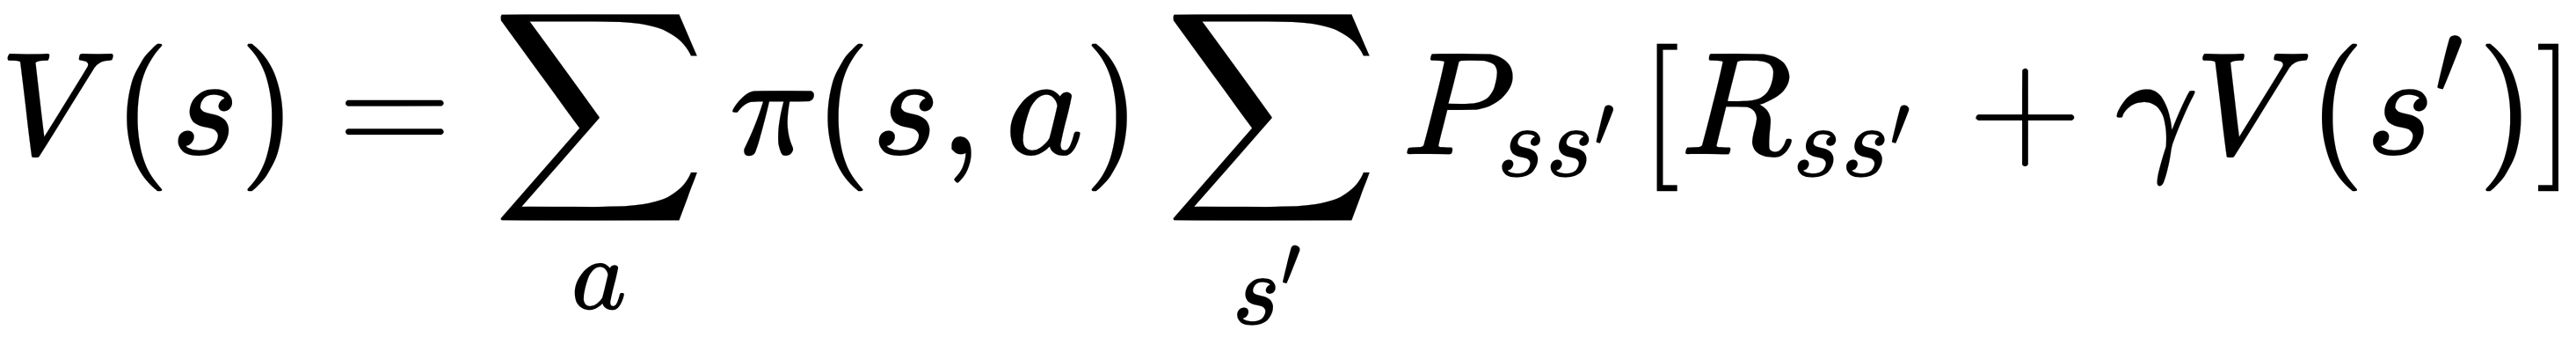 V(s) = ∑_a π(s, a) ∑_{s′} P_{ss′} [R_{ss′} + γV(s′)]